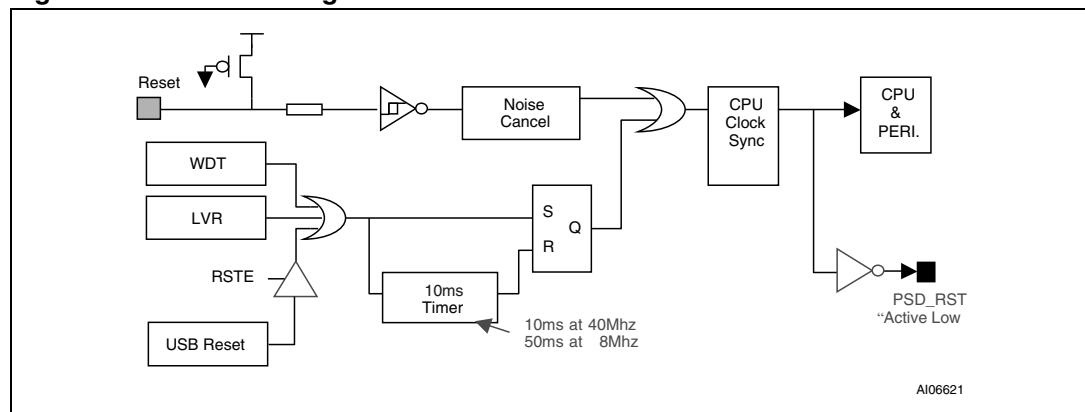 Reset
Noise
Cancel
CPU
Clock
Sync
CPU
&
PERI.
WDT
LVR
RSTE
USB Reset
S
R
Q
10ms
Timer
10ms at 40Mhz
50ms at 8Mhz
PSD_RST
“Active Low
AI06621